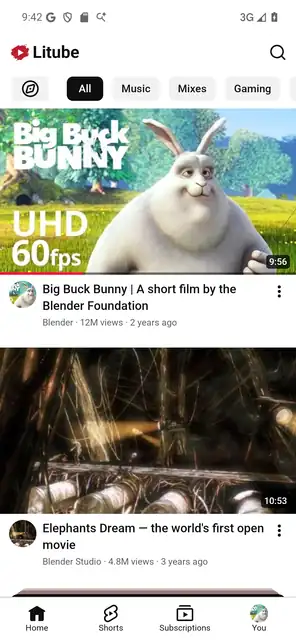 9:42
3G
Litube
All
Music
Mixes
Gaming
Big Buck
BUNNY
UHD
60fps
9:56
Big Buck Bunny | A short film by the
Blender Foundation
Blender · 12M views · 2 years ago
10:53
Elephants Dream — the world's first open
movie
Blender Studio · 4.8M views · 3 years ago
Home
Shorts
Subscriptions
You